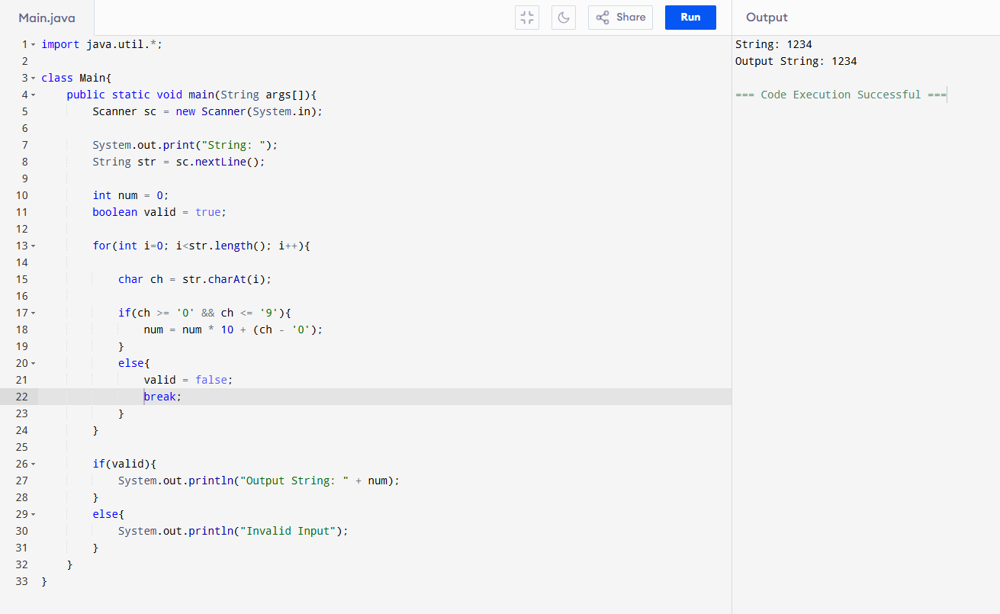 Main.java Share Run Output
1 import java.util.*;
2
3 class Main{
4     public static void main(String args[]){
5         Scanner sc = new Scanner(System.in);
6
7         System.out.print("String: ");
8         String str = sc.nextLine();
9
10         int num = 0;
11         boolean valid = true;
12
13         for(int i=0; i<str.length(); i++){
14
15             char ch = str.charAt(i);
16
17             if(ch >= '0' && ch <= '9'){
18                 num = num * 10 + (ch - '0');
19             }
20             else{
21                 valid = false;
22                 break;
23             }
24         }
25
26         if(valid){
27             System.out.println("Output String: " + num);
28         }
29         else{
30             System.out.println("Invalid Input");
31         }
32     }
33 }
String: 1234
Output String: 1234
=== Code Execution Successful ===